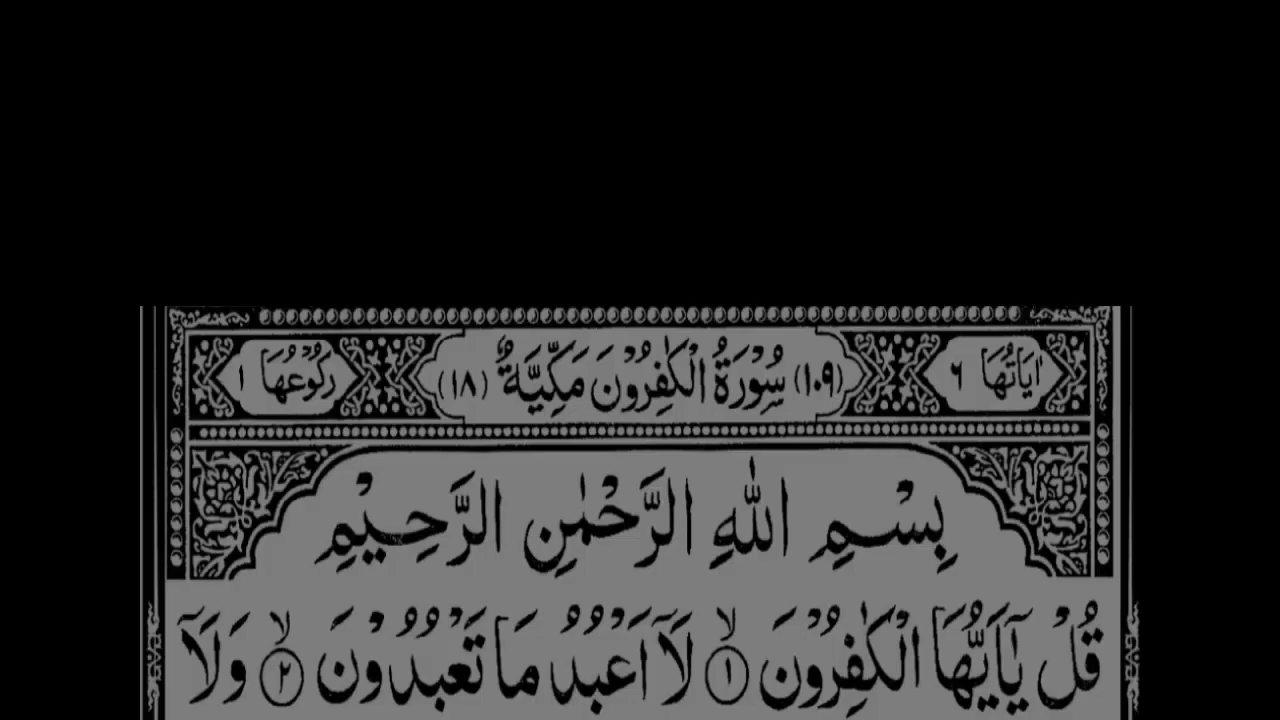 اٰيَاتُهَا ٦ (١٠٩) سُوْرَةُ الْكٰفِرُوْنَ مَكِّيَّةٌ (١٨) رُكُوْعُهَا ١
بِسْمِ اللّٰهِ الرَّحْمٰنِ الرَّحِيْمِ
قُلْ يٰۤاَيُّهَا الْكٰفِرُوْنَ ۙ﴿١﴾ لَاۤ اَعْبُدُ مَا تَعْبُدُوْنَ ۙ﴿٢﴾ وَلَاۤ